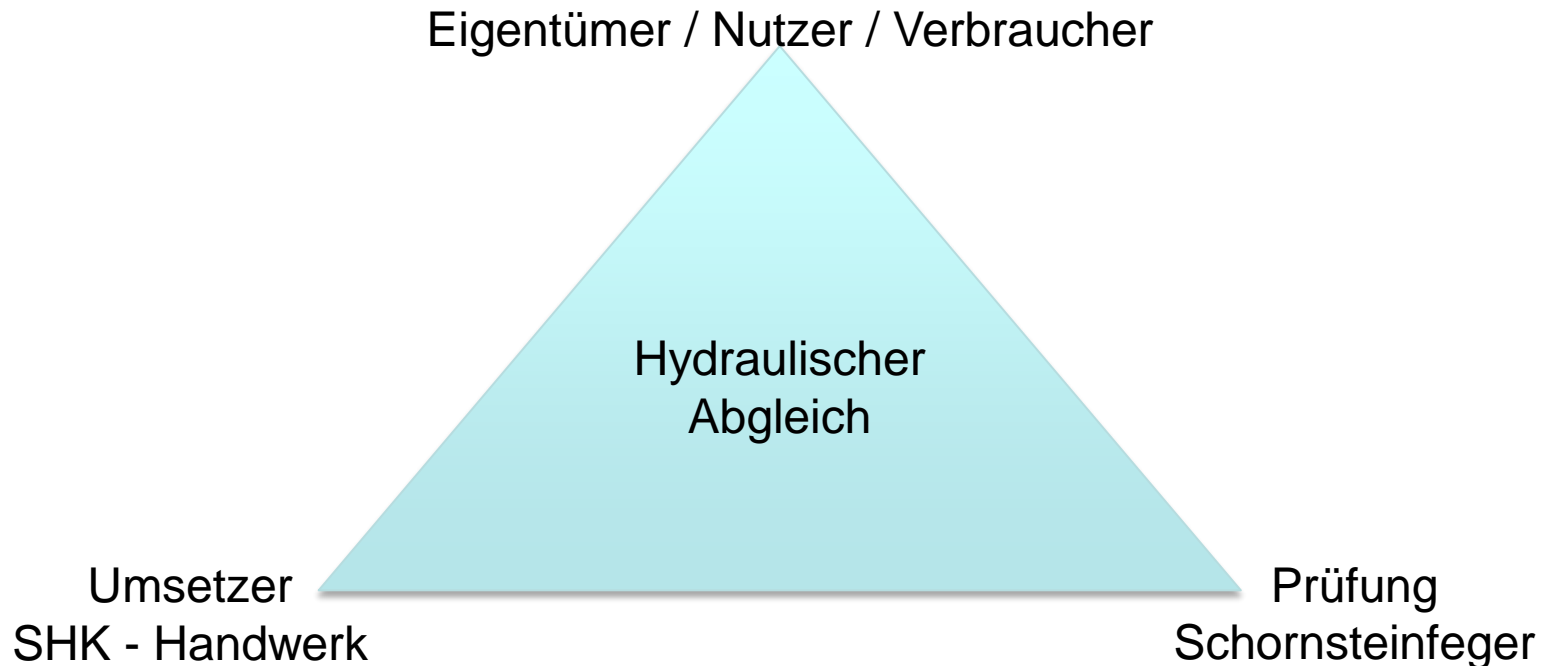 Eigentümer / Nutzer / Verbraucher
Hydraulischer
Abgleich
Umsetzer
SHK - Handwerk
Prüfung
Schornsteinfeger